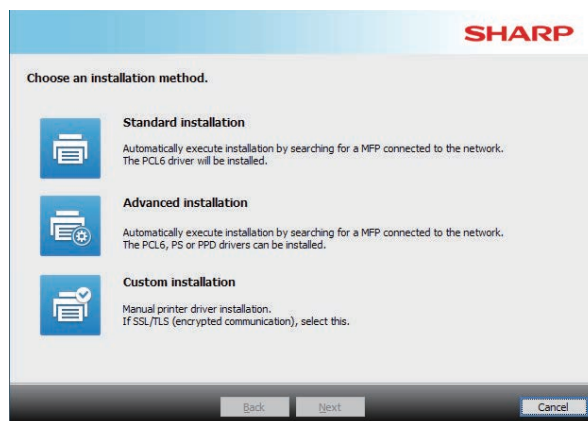 SHARP
Choose an installation method.
Standard installation
Automatically execute installation by searching for a MFP connected to the network.
The PCL6 driver will be installed.
Advanced installation
Automatically execute installation by searching for a MFP connected to the network.
The PCL6, PS or PPD drivers can be installed.
Custom installation
Manual printer driver installation.
If SSL/TLS (encrypted communication), select this.
Back Next Cancel